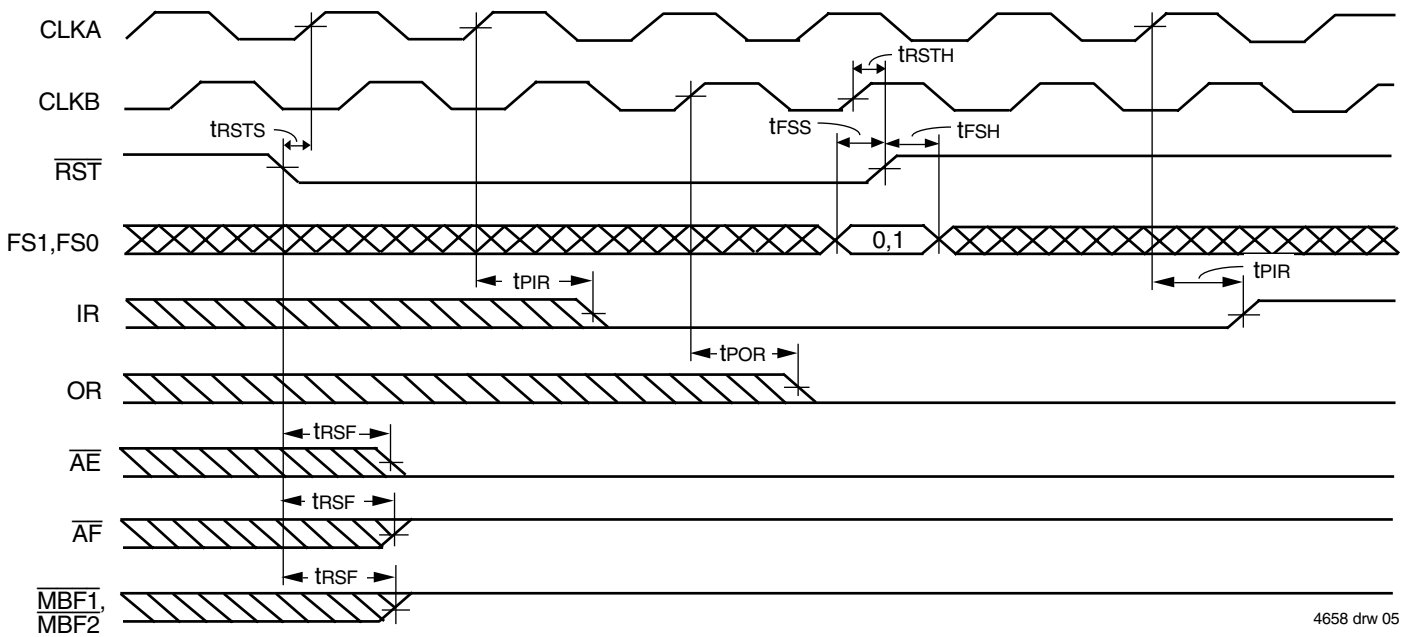 CLKA
tRSTH
CLKB
tRSTS
tFSS
tFSH
RST
FS1,FS0
0,1
tPIR
tPIR
IR
tPOR
OR
tRSF
AE
tRSF
AF
tRSF
MBF1,
MBF2
4658 drw 05